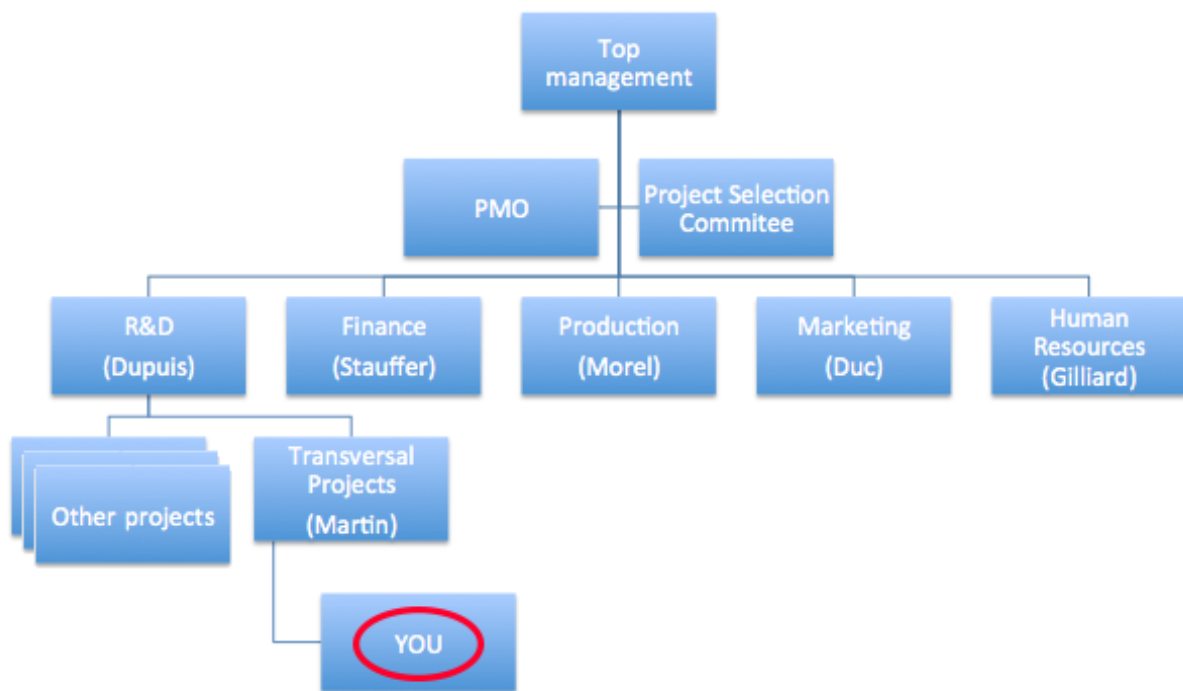 Top
management
PMO
Project Selection
Commitee
R&D
(Dupuis)
Finance
(Stauffer)
Production
(Morel)
Marketing
(Duc)
Human
Resources
(Gilliard)
Other projects
Transversal
Projects
(Martin)
YOU